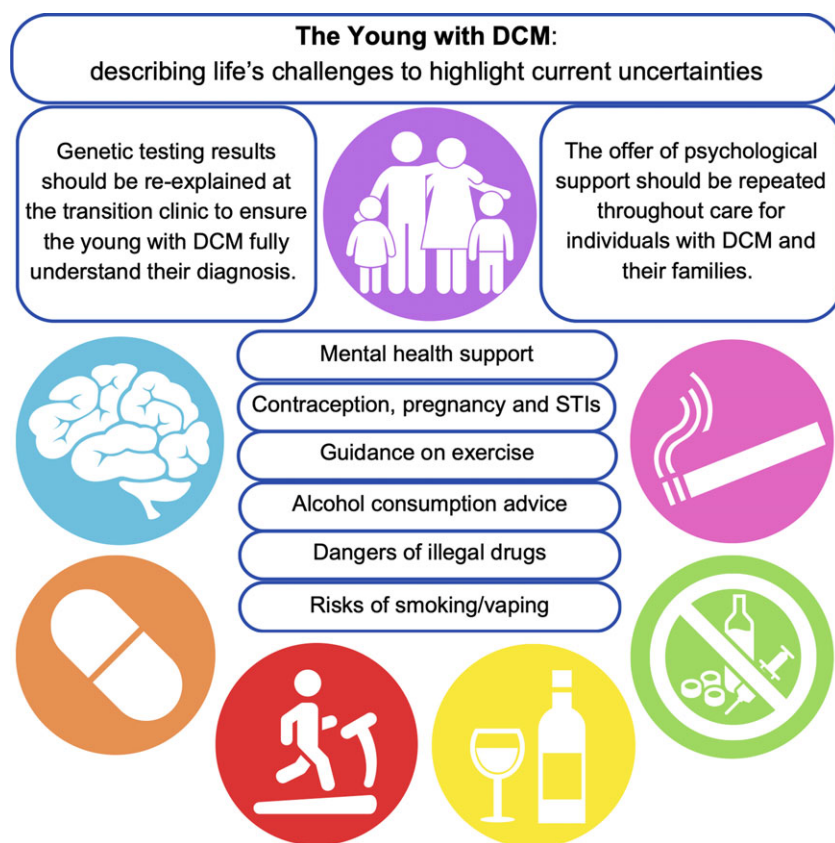 The Young with DCM:
describing life's challenges to highlight current uncertainties
Genetic testing results
should be re-explained at
the transition clinic to ensure
the young with DCM fully
understand their diagnosis.
The offer of psychological
support should be repeated
throughout care for
individuals with DCM and
their families.
Mental health support
Contraception, pregnancy and STIs
Guidance on exercise
Alcohol consumption advice
Dangers of illegal drugs
Risks of smoking/vaping